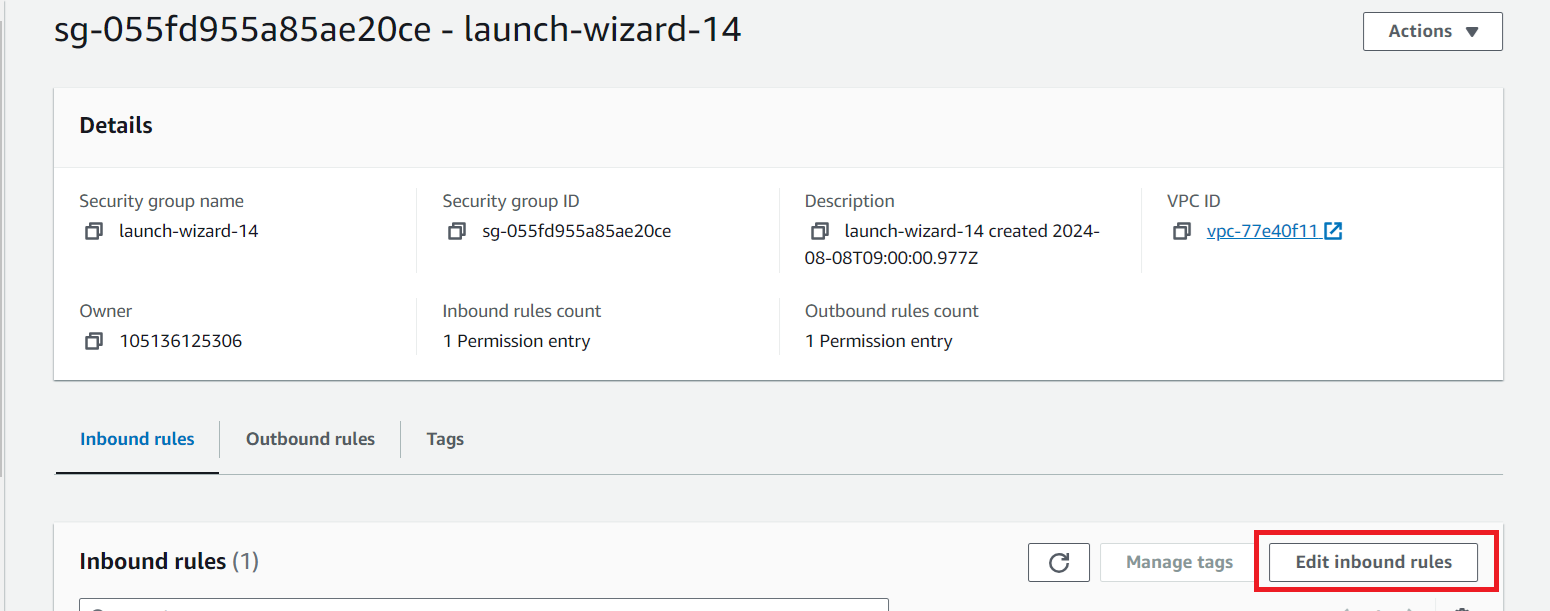 sg-055fd955a85ae20ce - launch-wizard-14
Actions
Details
Security group name
launch-wizard-14
Security group ID
sg-055fd955a85ae20ce
Description
launch-wizard-14 created 2024-
08-08T09:00:00.977Z
VPC ID
vpc-77e40f11
Owner
105136125306
Inbound rules count
1 Permission entry
Outbound rules count
1 Permission entry
Inbound rules
Outbound rules
Tags
Inbound rules (1)
Manage tags
Edit inbound rules